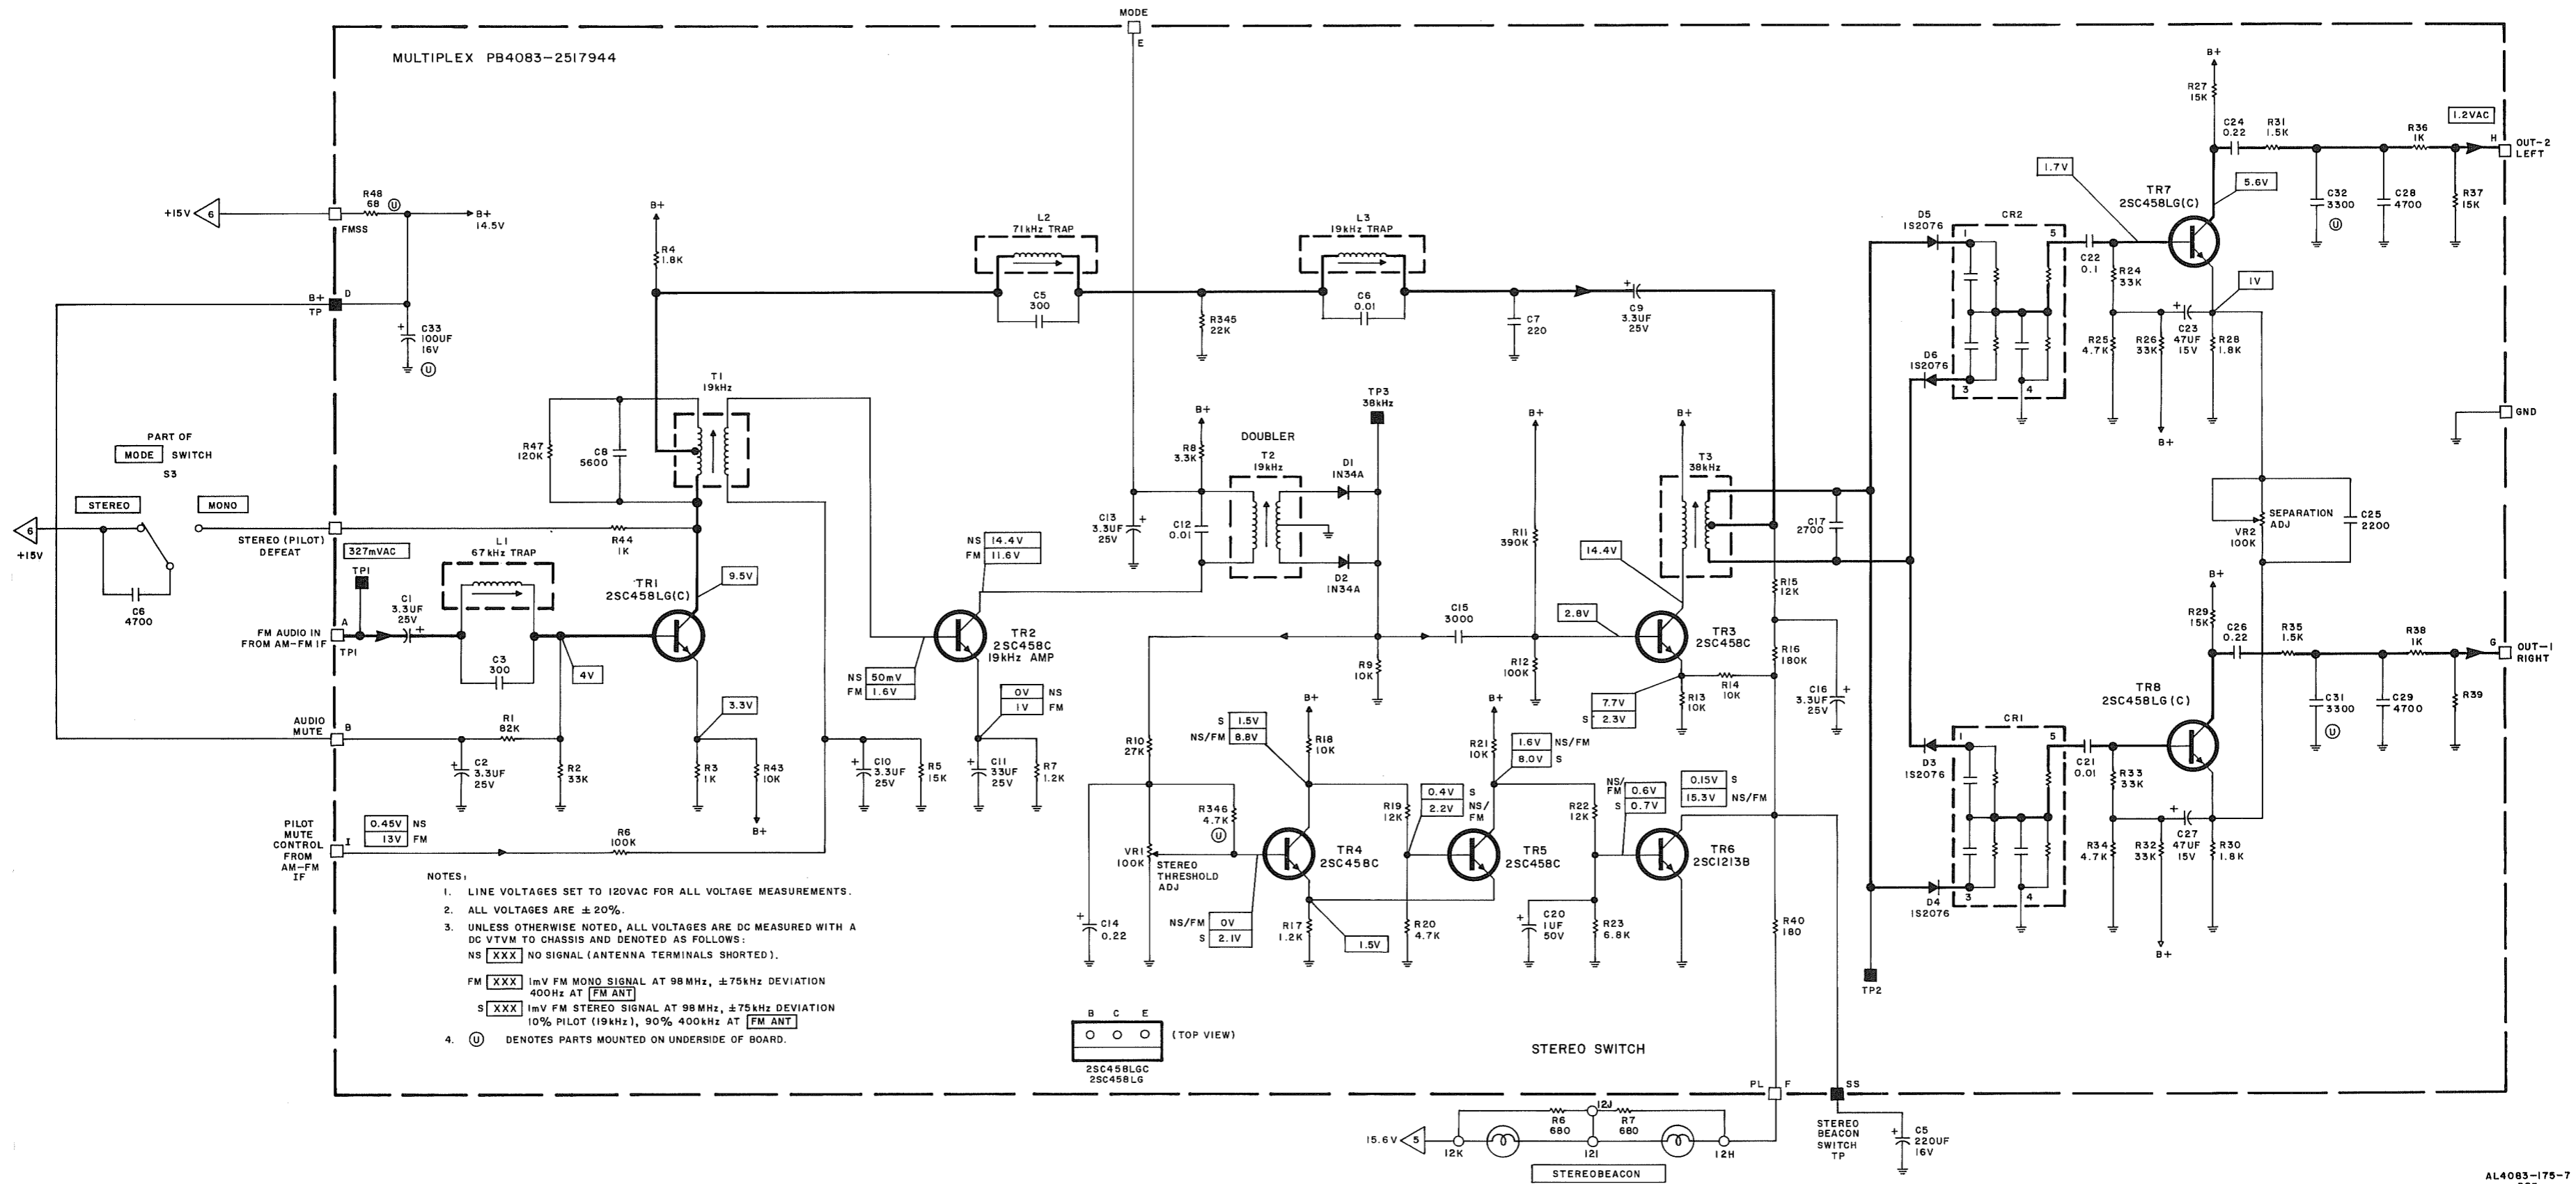 MODE
E
MULTIPLEX PB4083-2517944
B+
R27
15K
1.2VAC
C24
0.22
R31
1.5K
R36
1K
H
OUT-2
LEFT
1.7V
TR7
2SC458LG(C)
5.6V
C32
3300
U
C28
4700
R37
15K
+15V
6
FMSS
R48
68
U
B+
14.5V
B+
TP
D
C33
100UF
16V
U
B+
R4
1.8K
L2
71kHz TRAP
C5
300
R345
22K
L3
19kHz TRAP
C6
0.01
C7
220
C9
3.3UF
25V
D5
1S2076
CR2
1
5
3
4
D6
1S2076
C22
0.1
R24
33K
1V
R25
4.7K
R26
33K
C23
47UF
15V
R28
1.8K
B+
GND
T1
19kHz
R47
120K
C8
5600
PART OF
MODE SWITCH
S3
STEREO
MONO
6
+15V
C6
4700
STEREO (PILOT)
DEFEAT
R44
1K
327mVAC
TP1
A
FM AUDIO IN
FROM AM-FM IF
TP1
C1
3.3UF
25V
L1
67kHz TRAP
C3
300
TR1
2SC458LG(C)
9.5V
4V
3.3V
B+
R8
3.3K
DOUBLER
T2
19kHz
D1
IN34A
D2
IN34A
TP3
38kHz
C13
3.3UF
25V
C12
0.01
NS 14.4V
FM 11.6V
TR2
2SC458C
19kHz AMP
NS 50mV
FM 1.6V
0V NS
1V FM
B+
R11
390K
C15
3000
R9
10K
R12
100K
B+
T3
38kHz
14.4V
2.8V
TR3
2SC458C
R13
10K
R14
10K
7.7V
S 2.3V
R15
12K
R16
180K
C16
3.3UF
25V
C17
2700
SEPARATION
ADJ
VR2
100K
C25
2200
B+
R29
15K
C26
0.22
R35
1.5K
R38
1K
G
OUT-1
RIGHT
TR8
2SC458LG(C)
C31
3300
U
C29
4700
R39
D3
1S2076
CR1
1
5
3
4
D4
1S2076
C21
0.01
R33
33K
R34
4.7K
R32
33K
C27
47UF
15V
R30
1.8K
B+
TP2
AUDIO
MUTE
B
R1
82K
C2
3.3UF
25V
R2
33K
R3
1K
R43
10K
B+
C10
3.3UF
25V
R5
15K
C11
33UF
25V
R7
1.2K
PILOT
MUTE
CONTROL
FROM
AM-FM
IF
I
0.45V NS
13V FM
R6
100K
R10
27K
C14
0.22
VR1
100K
STEREO
THRESHOLD
ADJ
R346
4.7K
U
S 1.5V
NS/FM 8.8V
B+
R18
10K
TR4
2SC458C
NS/FM 0V
S 2.1V
R17
1.2K
1.5V
R19
12K
R20
4.7K
0.4V S
2.2V NS/
FM
B+
R21
10K
1.6V NS/FM
8.0V S
TR5
2SC458C
R22
12K
NS/
FM 0.6V
S 0.7V
0.15V S
15.3V NS/FM
TR6
2SC1213B
C20
1UF
50V
R23
6.8K
R40
180
NOTES:
1. LINE VOLTAGES SET TO 120VAC FOR ALL VOLTAGE MEASUREMENTS.
2. ALL VOLTAGES ARE ±20%.
3. UNLESS OTHERWISE NOTED, ALL VOLTAGES ARE DC MEASURED WITH A
DC VTVM TO CHASSIS AND DENOTED AS FOLLOWS:
NS XXX NO SIGNAL (ANTENNA TERMINALS SHORTED).
FM XXX 1mV FM MONO SIGNAL AT 98MHz, ±75kHz DEVIATION
400Hz AT FM ANT
S XXX 1mV FM STEREO SIGNAL AT 98MHz, ±75kHz DEVIATION
10% PILOT (19kHz), 90% 400kHz AT FM ANT
4. U DENOTES PARTS MOUNTED ON UNDERSIDE OF BOARD.
B C E
(TOP VIEW)
2SC458LGC
2SC458LG
STEREO SWITCH
PL F
SS
12J
R6
680
R7
680
15.6V 5
12K
12I
12H
STEREOBEACON
STEREO
BEACON
SWITCH
TP
C5
220UF
16V
AL4083-175-7